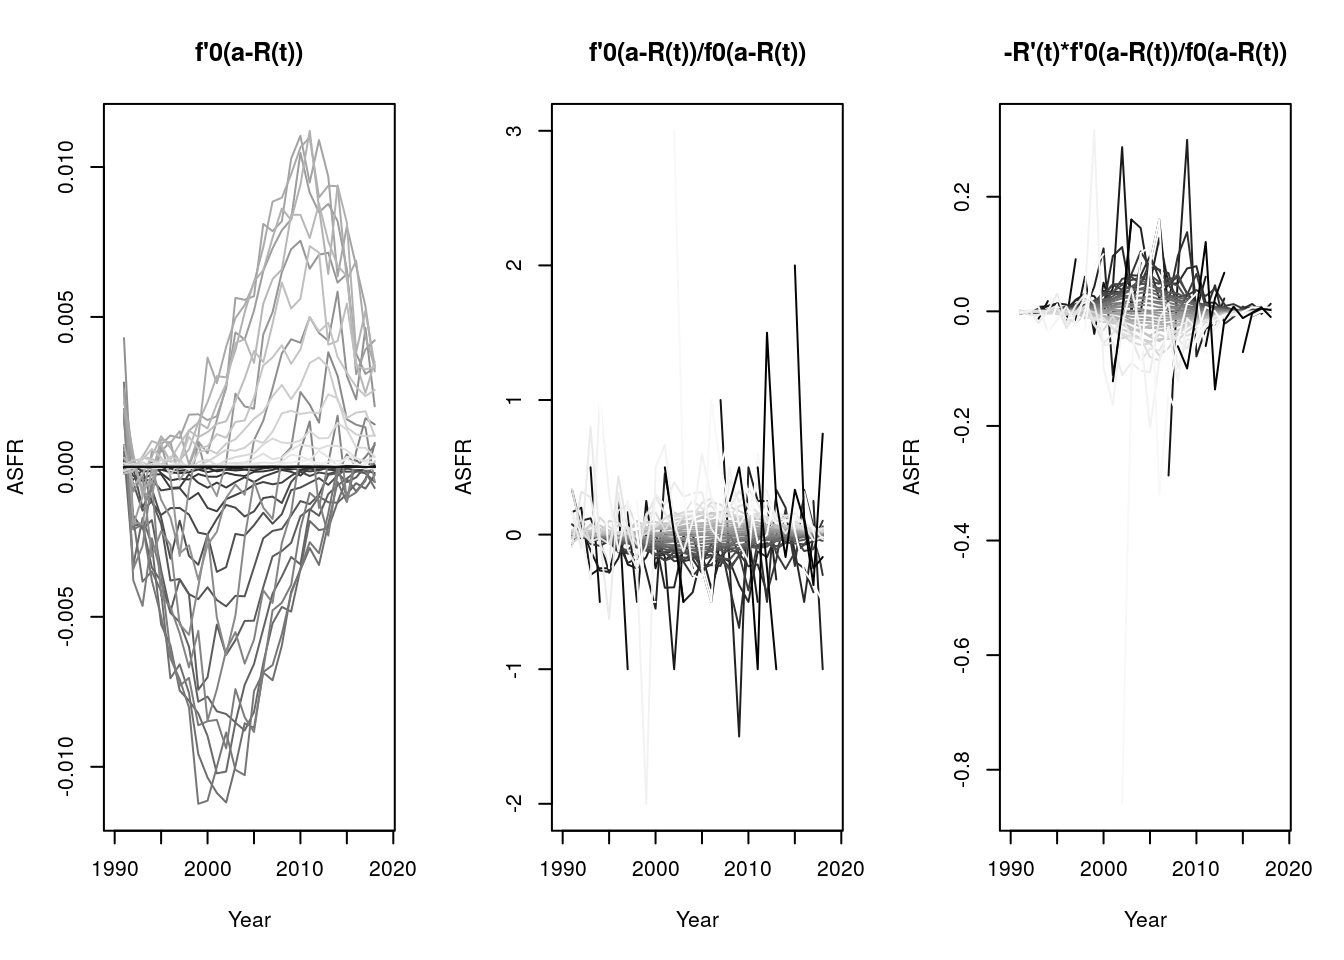 f'0(a-R(t))
ASFR
0.010
0.005
0.000
-0.005
-0.010
1990 2000 2010 2020
Year
f'0(a-R(t))/f0(a-R(t))
ASFR
3
2
1
0
-1
-2
1990 2000 2010 2020
Year
-R'(t)*f'0(a-R(t))/f0(a-R(t))
ASFR
0.2
0.0
-0.2
-0.4
-0.6
-0.8
1990 2000 2010 2020
Year